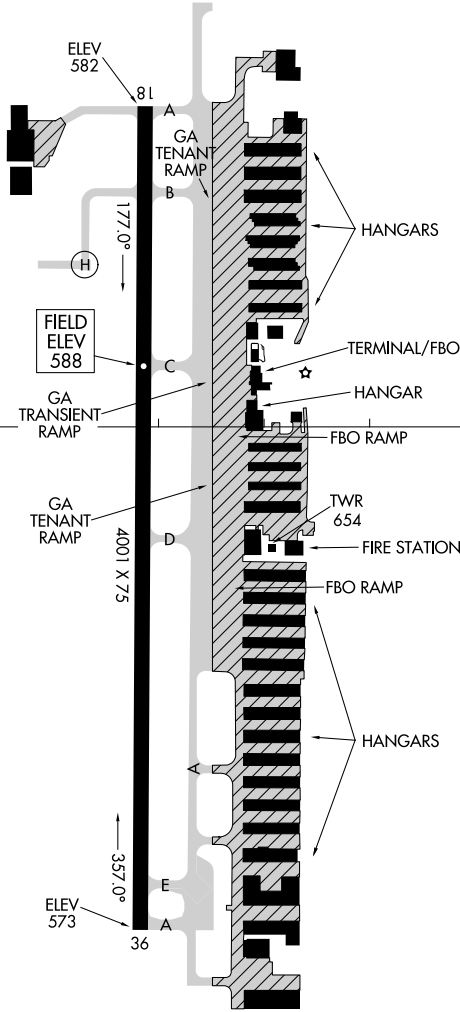 ELEV
582
18
A
GA
TENANT
RAMP
B
HANGARS
177.0°
H
FIELD
ELEV
588
TERMINAL/FBO
C
GA
TRANSIENT
RAMP
HANGAR
FBO RAMP
GA
TENANT
RAMP
TWR
654
4001 X 75
D
FIRE STATION
FBO RAMP
HANGARS
A
357.0°
E
ELEV
573
A
36